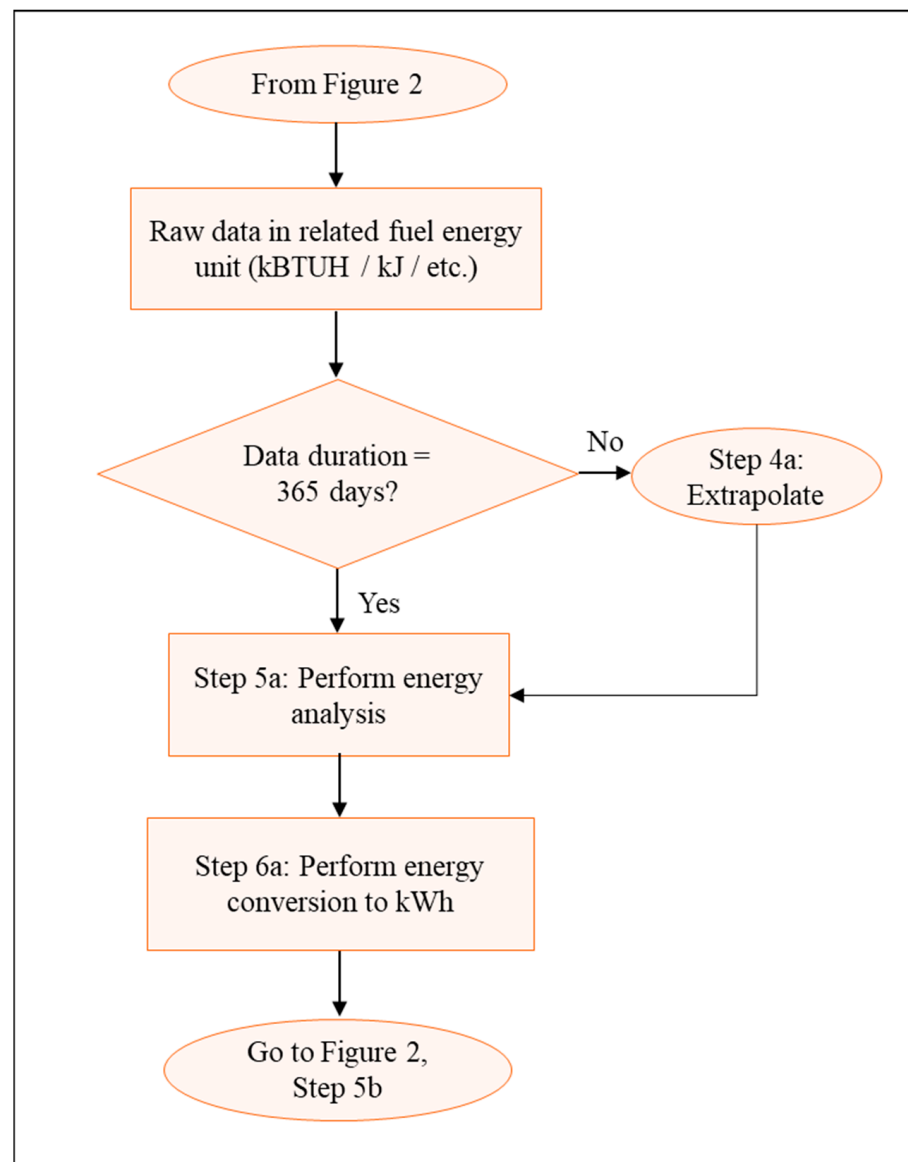 From Figure 2
Raw data in related fuel energy
unit (kBTUH / kJ / etc.)
Data duration =
365 days?
No
Step 4a:
Extrapolate
Yes
Step 5a: Perform energy
analysis
Step 6a: Perform energy
conversion to kWh
Go to Figure 2,
Step 5b